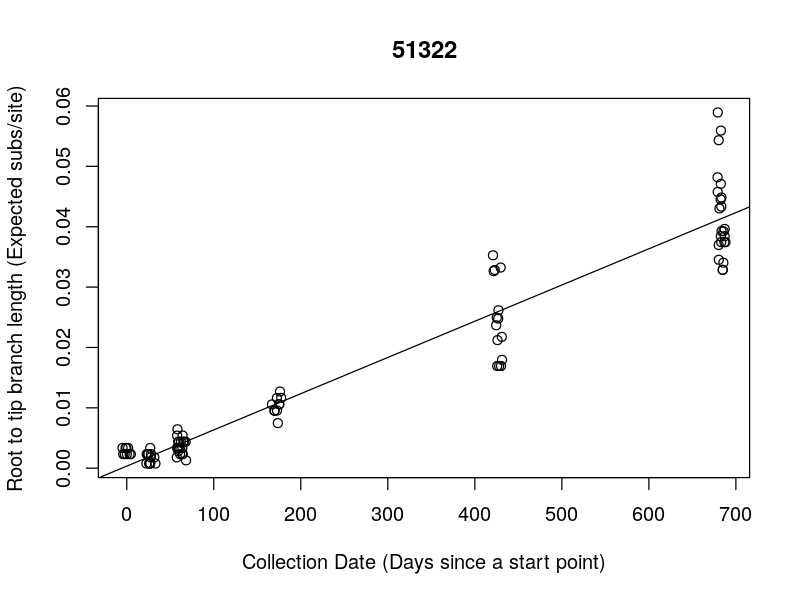 51322
Root to tip branch length (Expected subs/site)
0.06
0.05
0.04
0.03
0.02
0.01
0.00
0 100 200 300 400 500 600 700
Collection Date (Days since a start point)